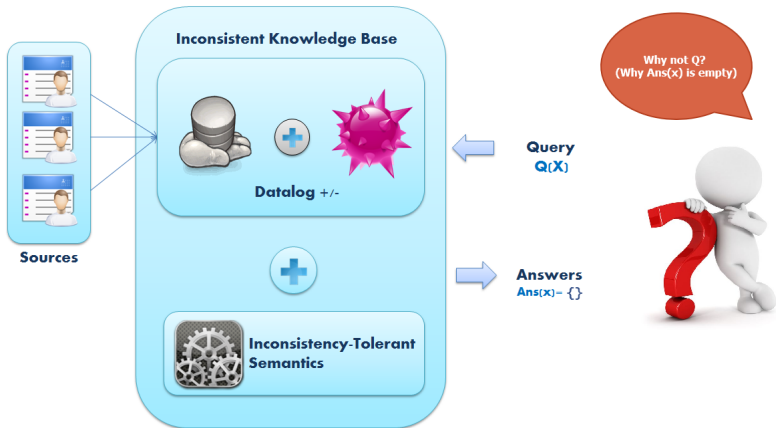 Inconsistent Knowledge Base
Why not Q?
(Why Ans(x) is empty)
Datalog +/-
Query
Q(X)
Sources
Answers
Ans(x)= {}
Inconsistency-Tolerant
Semantics